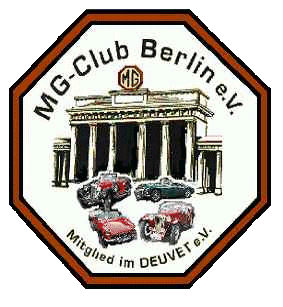 MG-Club Berlin e.V.
MG
Mitglied im DEUVET e.V.